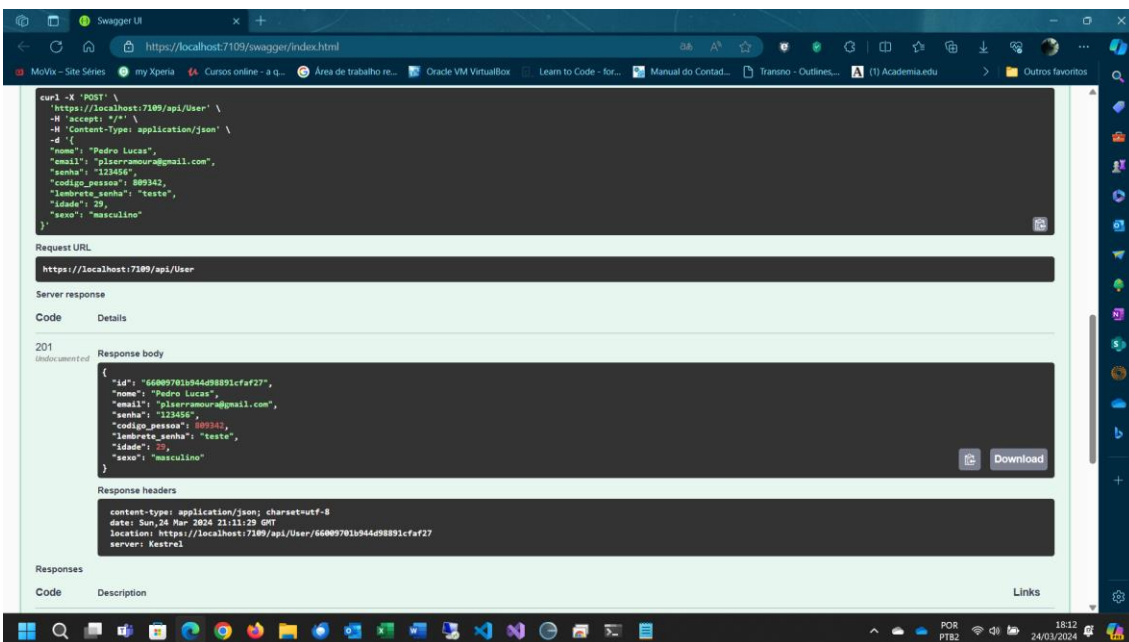 Swagger UI
https://localhost:7109/swagger/index.html
MoVix – Site Séries
my Xperia
Cursos online - a q...
Área de trabalho re...
Oracle VM VirtualBox
Learn to Code - for...
Manual do Contad...
Transno - Outlines,...
(1) Academia.edu
Outros favoritos
curl -X 'POST' \
'https://localhost:7109/api/User' \
-H 'accept: */*' \
-H 'Content-Type: application/json' \
-d '{
"nome": "Pedro Lucas",
"email": "plserramoura@gmail.com",
"senha": "123456",
"codigo_pessoa": 809342,
"lembrete_senha": "teste",
"idade": 29,
"sexo": "masculino"
}'
Request URL
https://localhost:7109/api/User
Server response
Code Details
201
Undocumented
Response body
{
"id": "66009701b944d98891cfaf27",
"nome": "Pedro Lucas",
"email": "plserramoura@gmail.com",
"senha": "123456",
"codigo_pessoa": 809342,
"lembrete_senha": "teste",
"idade": 29,
"sexo": "masculino"
}
Download
Response headers
content-type: application/json; charset=utf-8
date: Sun,24 Mar 2024 21:11:29 GMT
location: https://localhost:7109/api/User/66009701b944d98891cfaf27
server: Kestrel
Responses
Code Description Links
POR
PTB2
18:12
24/03/2024